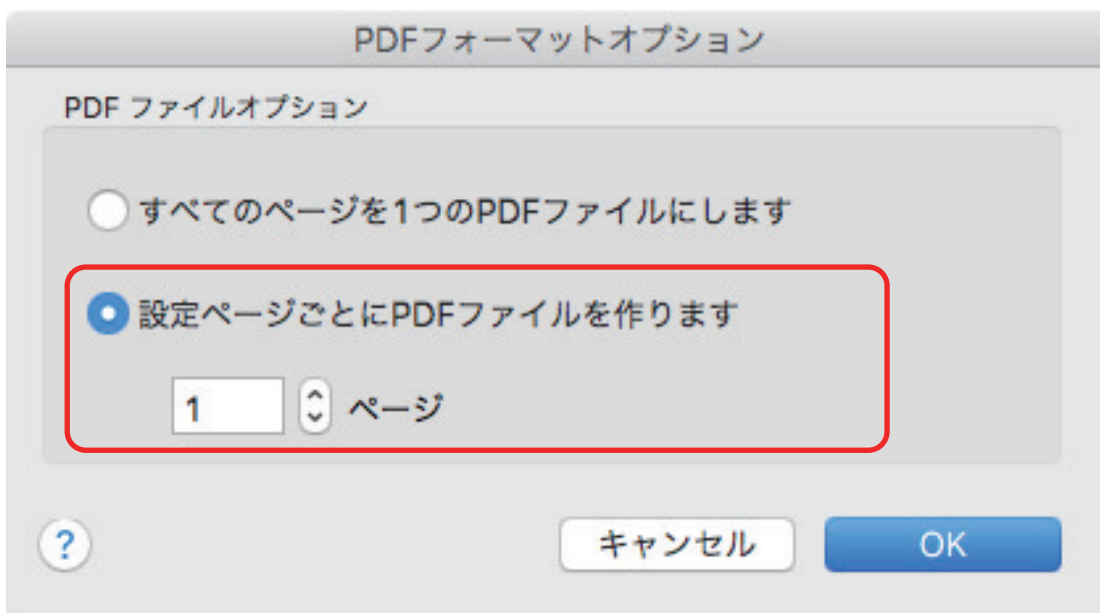 PDFフォーマットオプション
PDF ファイルオプション
すべてのページを1つのPDFファイルにします
設定ページごとにPDFファイルを作ります
1 ページ
? キャンセル OK